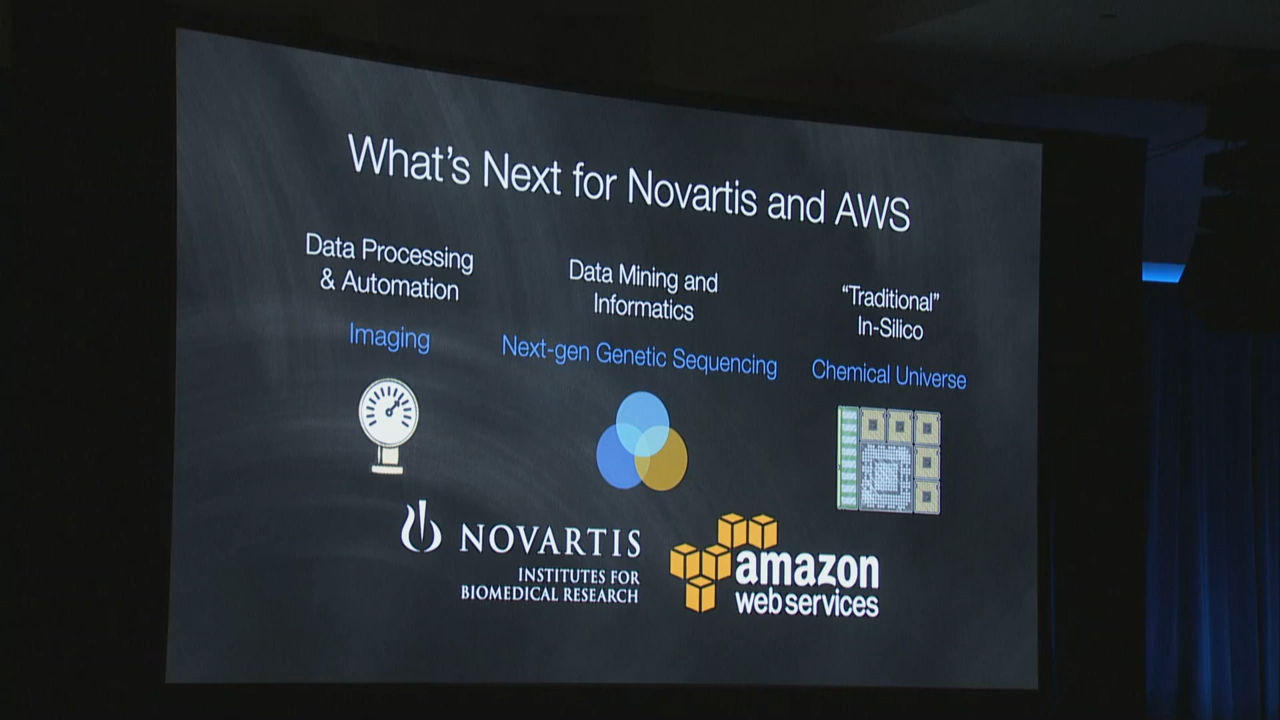 What's Next for Novartis and AWS
Data Processing
& Automation
Imaging
Data Mining and
Informatics
Next-gen Genetic Sequencing
“Traditional”
In-Silico
Chemical Universe
NOVARTIS
INSTITUTES FOR
BIOMEDICAL RESEARCH
amazon
web services